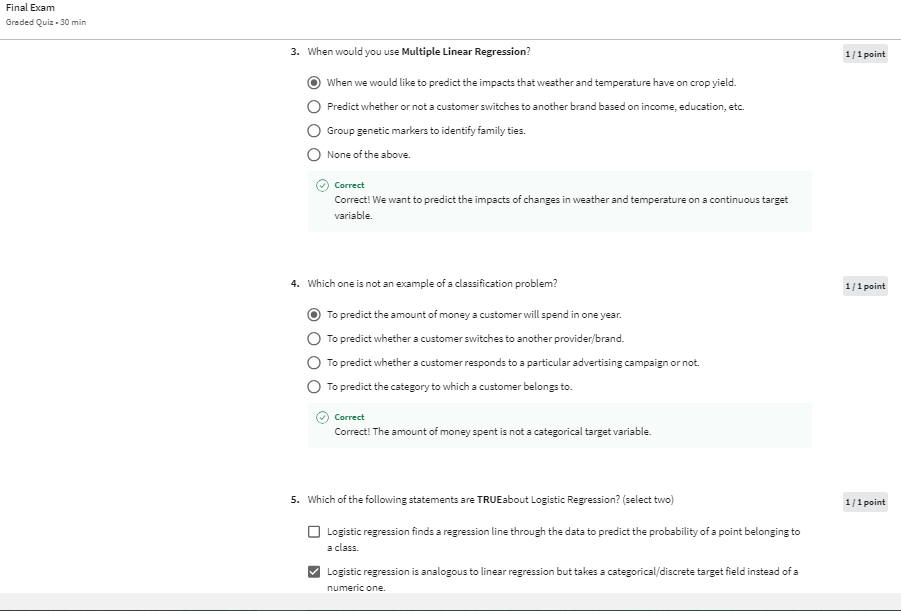 Final Exam
Graded Quiz • 30 min
3. When would you use Multiple Linear Regression?
1 / 1 point
When we would like to predict the impacts that weather and temperature have on crop yield.
Predict whether or not a customer switches to another brand based on income, education, etc.
Group genetic markers to identify family ties.
None of the above.
Correct
Correct! We want to predict the impacts of changes in weather and temperature on a continuous target
variable.
4. Which one is not an example of a classification problem?
1 / 1 point
To predict the amount of money a customer will spend in one year.
To predict whether a customer switches to another provider/brand.
To predict whether a customer responds to a particular advertising campaign or not.
To predict the category to which a customer belongs to.
Correct
Correct! The amount of money spent is not a categorical target variable.
5. Which of the following statements are TRUEabout Logistic Regression? (select two)
1 / 1 point
Logistic regression finds a regression line through the data to predict the probability of a point belonging to
a class.
Logistic regression is analogous to linear regression but takes a categorical/discrete target field instead of a
numeric one.